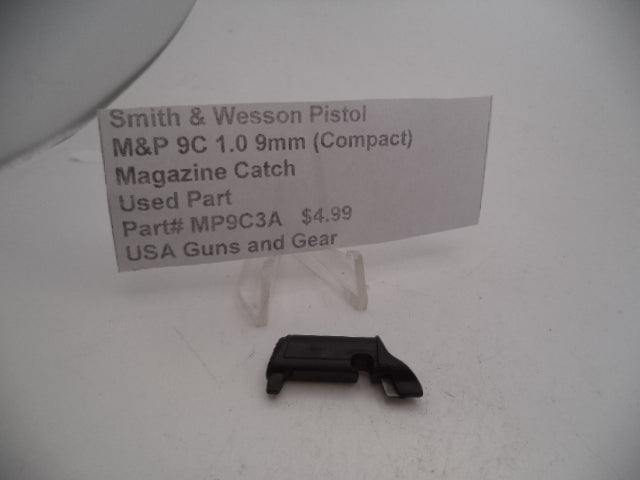 Smith & Wesson Pistol
M&P 9C 1.0 9mm (Compact)
Magazine Catch
Used Part
Part# MP9C3A $4.99
USA Guns and Gear